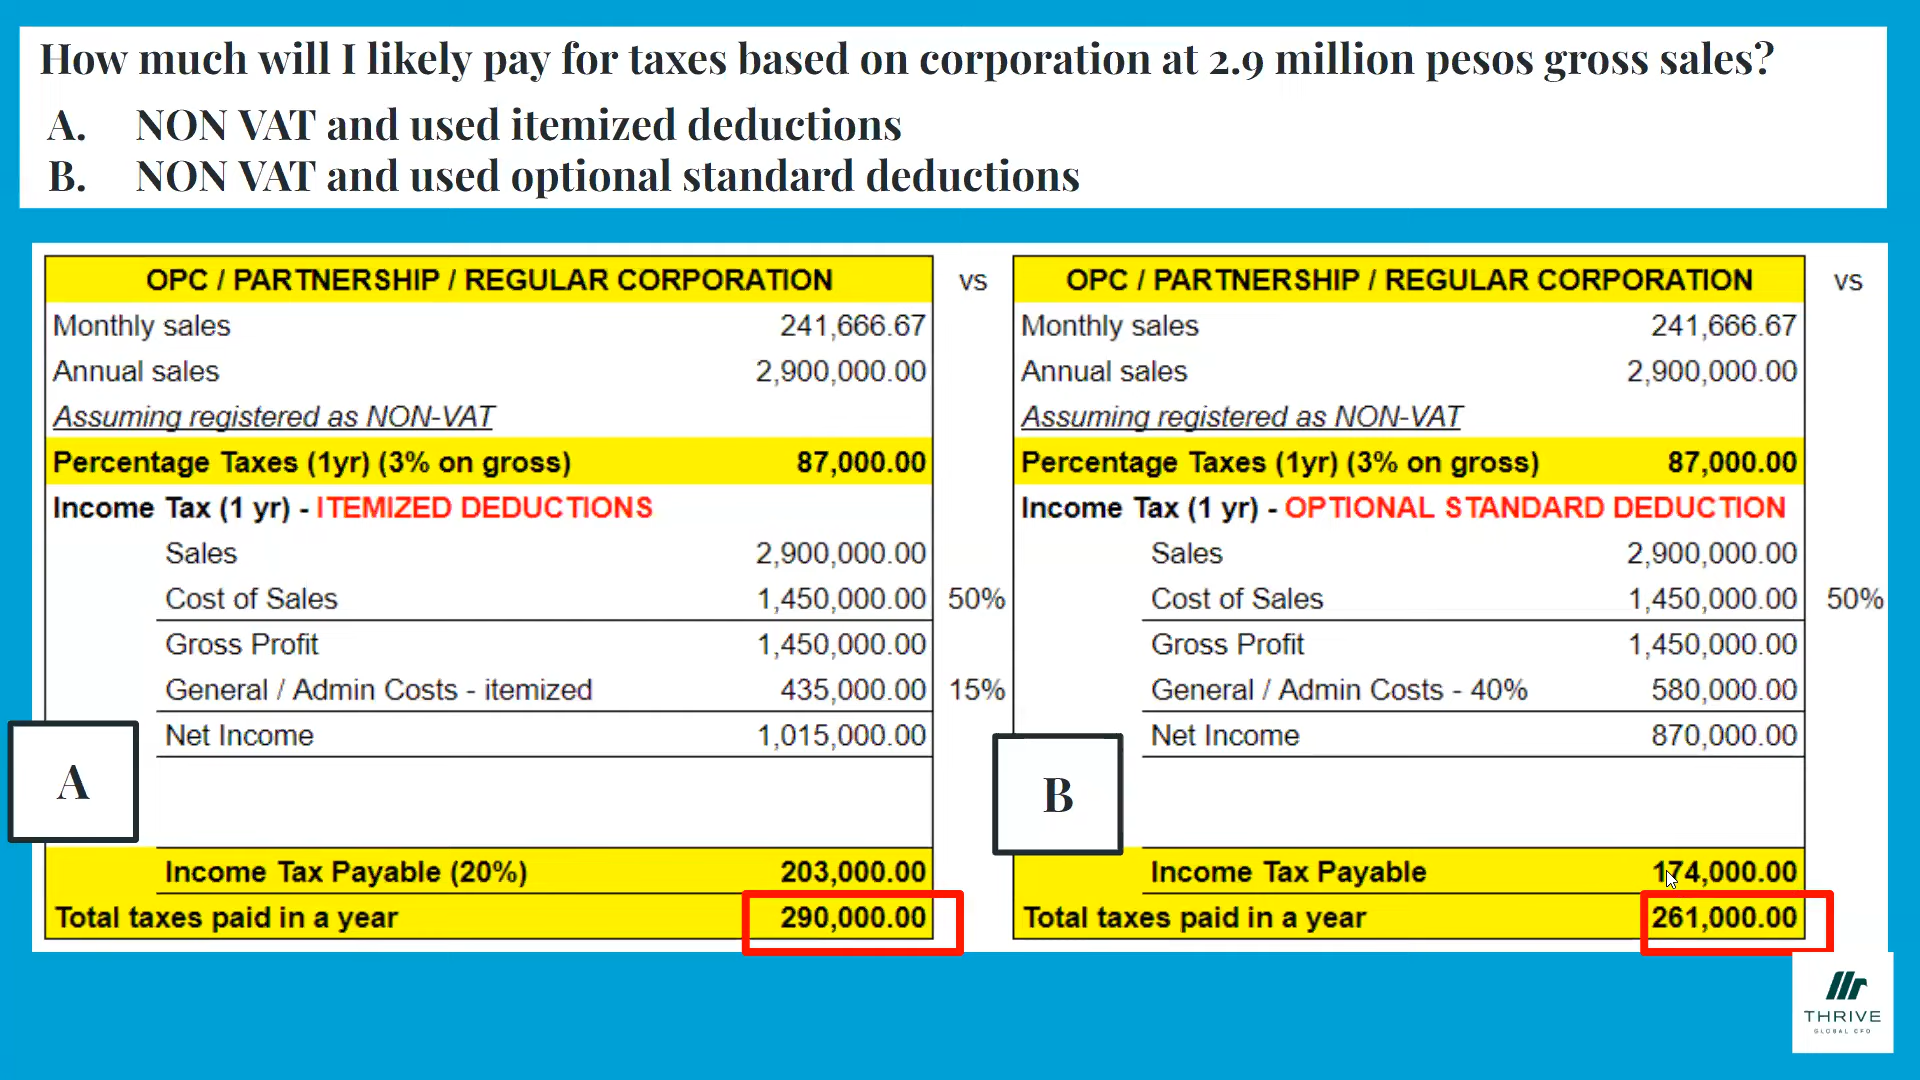 How much will I likely pay for taxes based on corporation at 2.9 million pesos gross sales?
A. NON VAT and used itemized deductions
B. NON VAT and used optional standard deductions
OPC / PARTNERSHIP / REGULAR CORPORATION
Monthly sales 241,666.67
Annual sales 2,900,000.00
Assuming registered as NON-VAT
Percentage Taxes (1yr) (3% on gross) 87,000.00
Income Tax (1 yr) - ITEMIZED DEDUCTIONS
Sales 2,900,000.00
Cost of Sales 1,450,000.00 50%
Gross Profit 1,450,000.00
General / Admin Costs - itemized 435,000.00 15%
Net Income 1,015,000.00
A
Income Tax Payable (20%) 203,000.00
Total taxes paid in a year 290,000.00
vs
OPC / PARTNERSHIP / REGULAR CORPORATION
Monthly sales 241,666.67
Annual sales 2,900,000.00
Assuming registered as NON-VAT
Percentage Taxes (1yr) (3% on gross) 87,000.00
Income Tax (1 yr) - OPTIONAL STANDARD DEDUCTION
Sales 2,900,000.00
Cost of Sales 1,450,000.00 50%
Gross Profit 1,450,000.00
General / Admin Costs - 40% 580,000.00
Net Income 870,000.00
B
Income Tax Payable 174,000.00
Total taxes paid in a year 261,000.00
vs
THRIVE
GLOBAL CFO